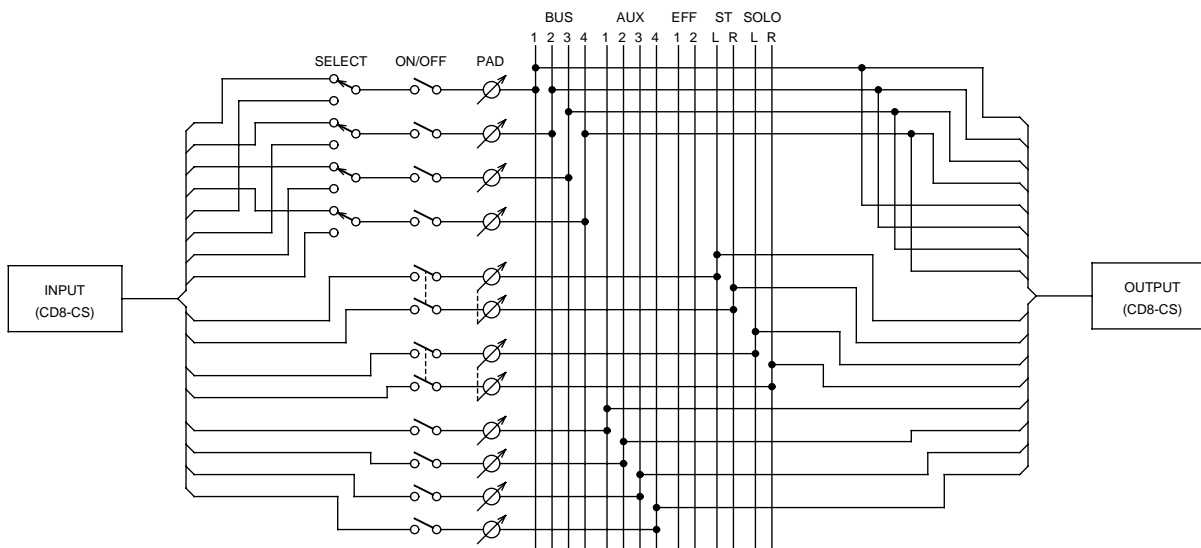 BUS AUX EFF ST SOLO
1 2 3 4 1 2 3 4 1 2 L R L R
SELECT ON/OFF PAD
INPUT
(CD8-CS)
OUTPUT
(CD8-CS)